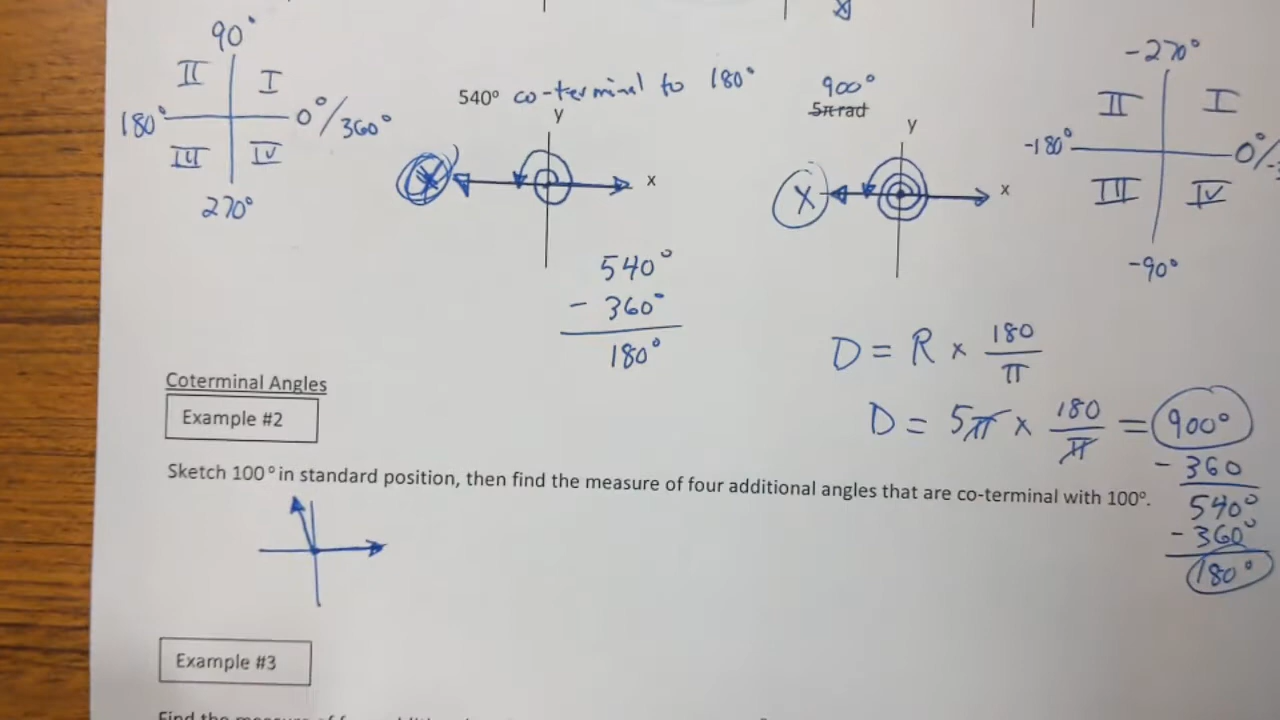 90°
II I
180° 0°/360°
III IV
270°
540° co-terminal to 180°
y
x
540°
- 360°
180°
900°
5π rad
y
X
x
-270°
II I
-180° 0°/
III IV
-90°
D = R × 180/π
D = 5π × 180/π = 900°
- 360
540°
- 360°
180°
Coterminal Angles
Example #2
Sketch 100° in standard position, then find the measure of four additional angles that are co-terminal with 100°.
Example #3